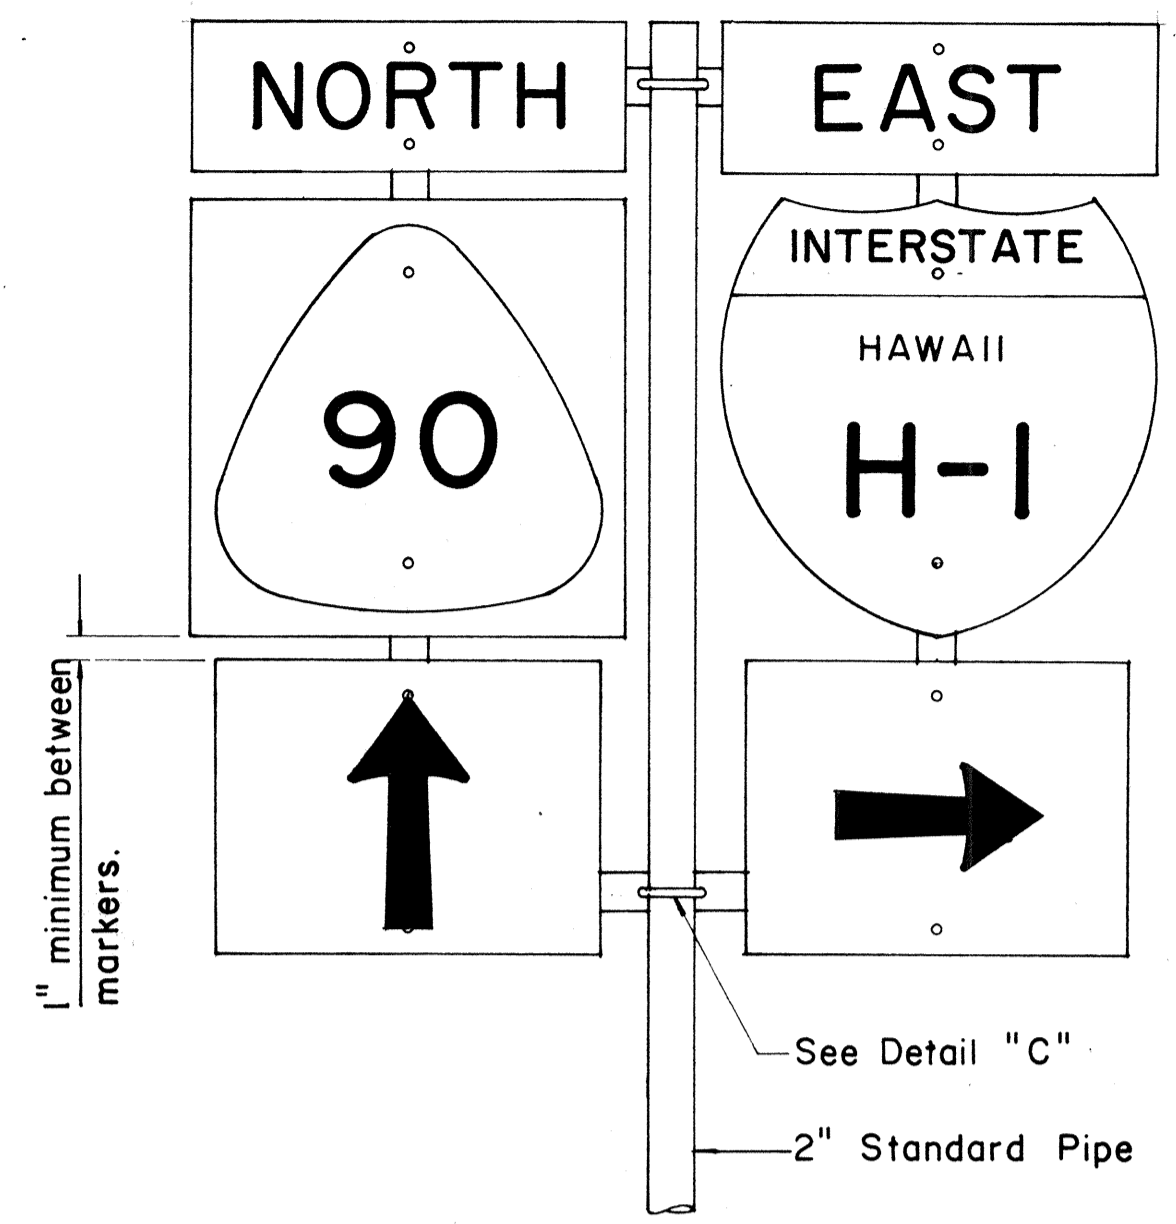 NORTH
EAST
90
INTERSTATE
HAWAII
H-1
1" minimum between
markers.
See Detail "C"
2" Standard Pipe